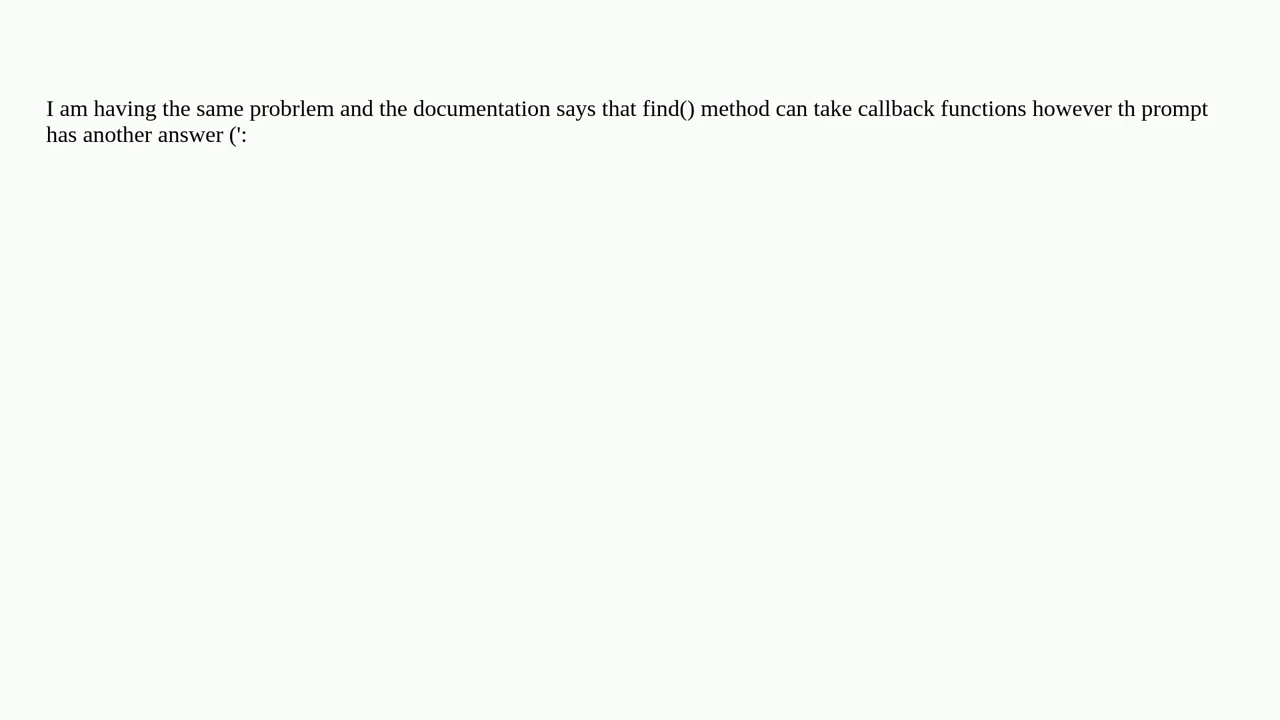 I am having the same probrlem and the documentation says that find() method can take callback functions however th prompt
has another answer (':